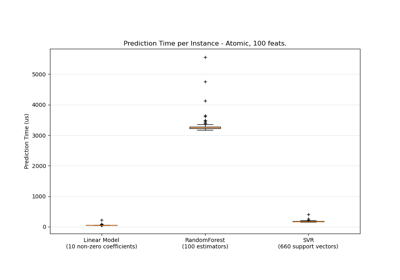 Prediction Time per Instance - Atomic, 100 feats.
Prediction Time (us)
5000
4000
3000
2000
1000
0
Linear Model
(10 non-zero coefficients)
RandomForest
(100 estimators)
SVR
(660 support vectors)